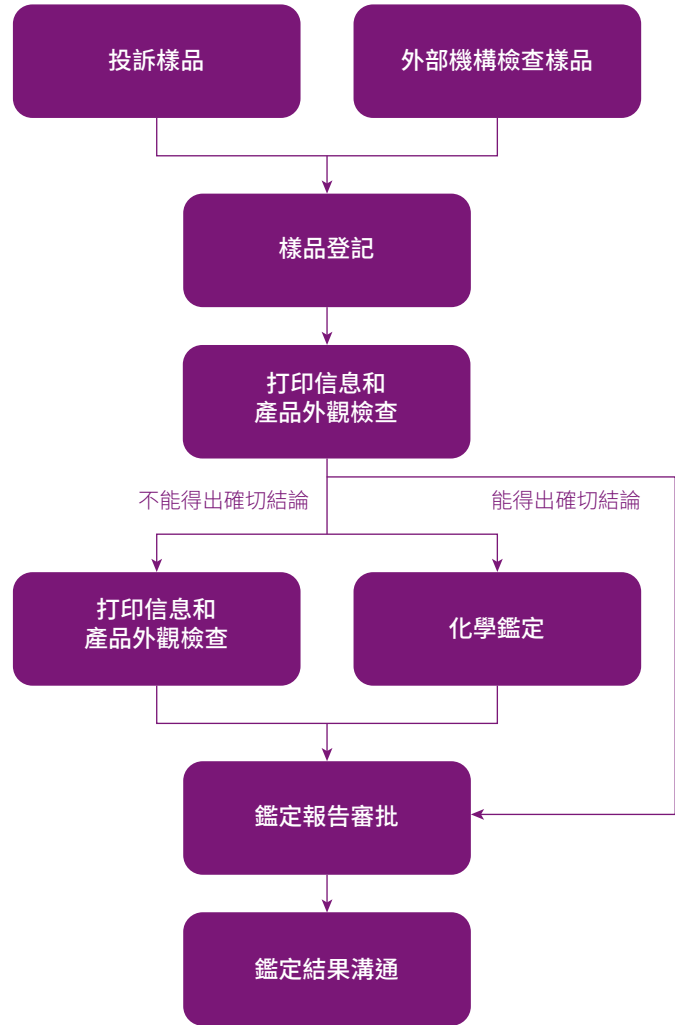 投訴樣品
外部機構檢查樣品
樣品登記
打印信息和
產品外觀檢查
不能得出確切結論
能得出確切結論
打印信息和
產品外觀檢查
化學鑑定
鑑定報告審批
鑑定結果溝通